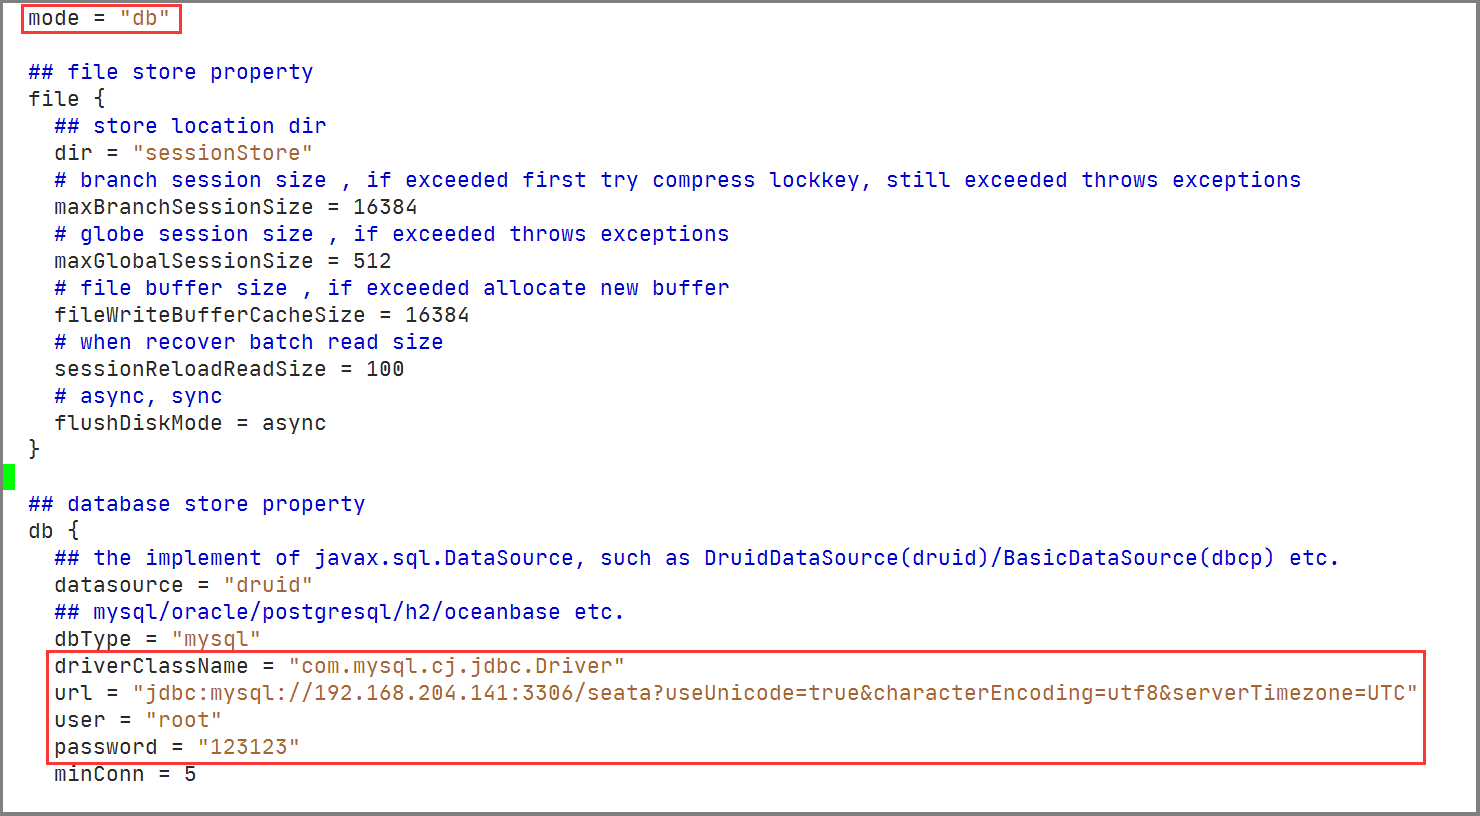 mode = "db"
## file store property
file {
## store location dir
dir = "sessionStore"
# branch session size , if exceeded first try compress lockkey, still exceeded throws exceptions
maxBranchSessionSize = 16384
# globe session size , if exceeded throws exceptions
maxGlobalSessionSize = 512
# file buffer size , if exceeded allocate new buffer
fileWriteBufferCacheSize = 16384
# when recover batch read size
sessionReloadReadSize = 100
# async, sync
flushDiskMode = async
}
## database store property
db {
## the implement of javax.sql.DataSource, such as DruidDataSource(druid)/BasicDataSource(dbcp) etc.
datasource = "druid"
## mysql/oracle/postgresql/h2/oceanbase etc.
dbType = "mysql"
driverClassName = "com.mysql.cj.jdbc.Driver"
url = "jdbc:mysql://192.168.204.141:3306/seata?useUnicode=true&characterEncoding=utf8&serverTimezone=UTC"
user = "root"
password = "123123"
minConn = 5